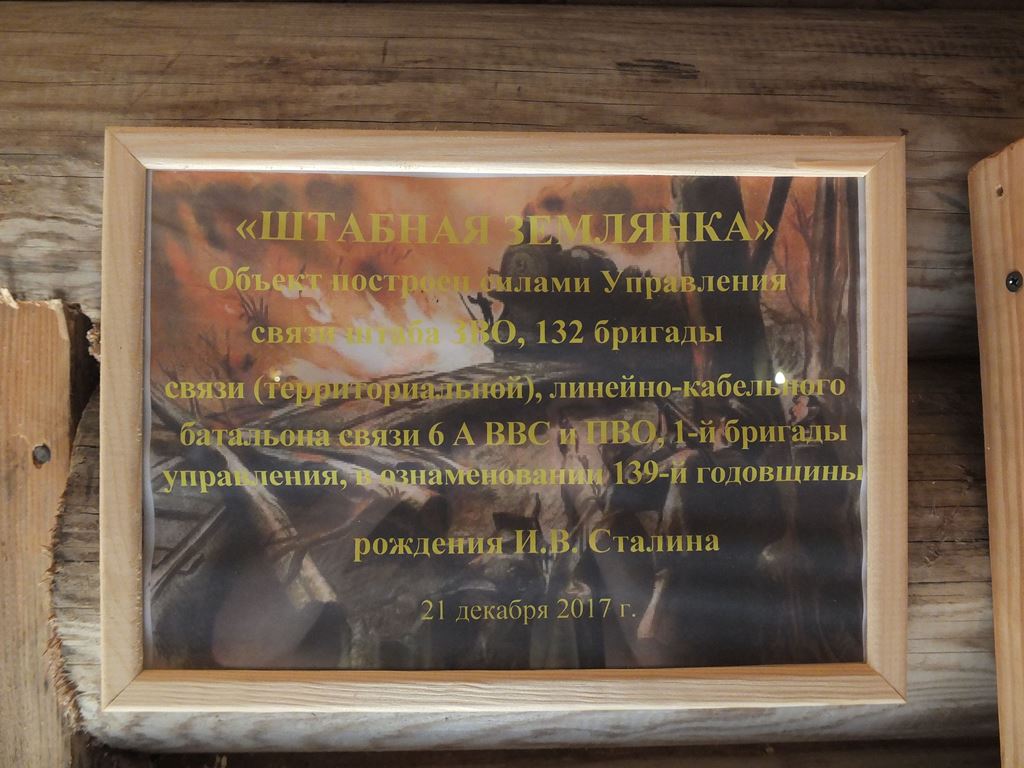 «ШТАБНАЯ ЗЕМЛЯНКА»
Объект построен силами Управления
связи штаба ЗВО, 132 бригады
связи (территориальной), линейно-кабельного
батальона связи 6 А ВВС и ПВО, 1-й бригады
управления, в ознаменовании 139-й годовщины
рождения И.В. Сталина
21 декабря 2017 г.